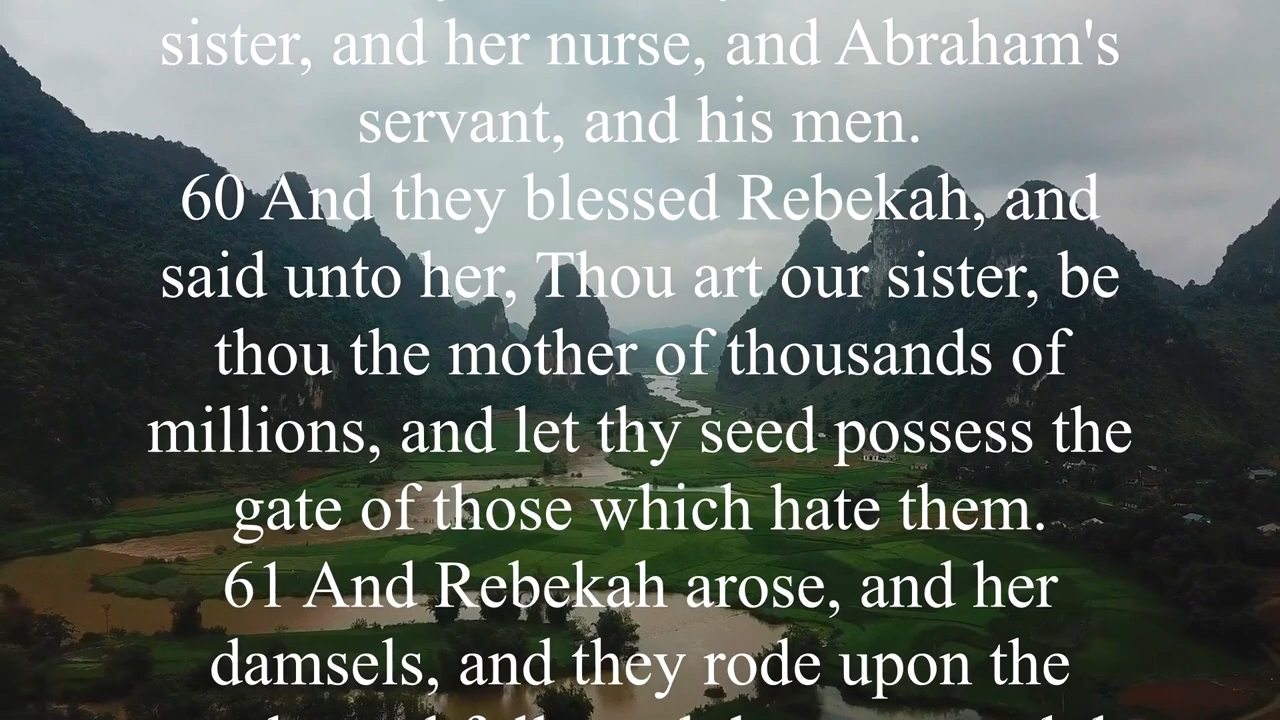 sister, and her nurse, and Abraham's
servant, and his men.
60 And they blessed Rebekah, and
said unto her, Thou art our sister, be
thou the mother of thousands of
millions, and let thy seed possess the
gate of those which hate them.
61 And Rebekah arose, and her
damsels, and they rode upon the